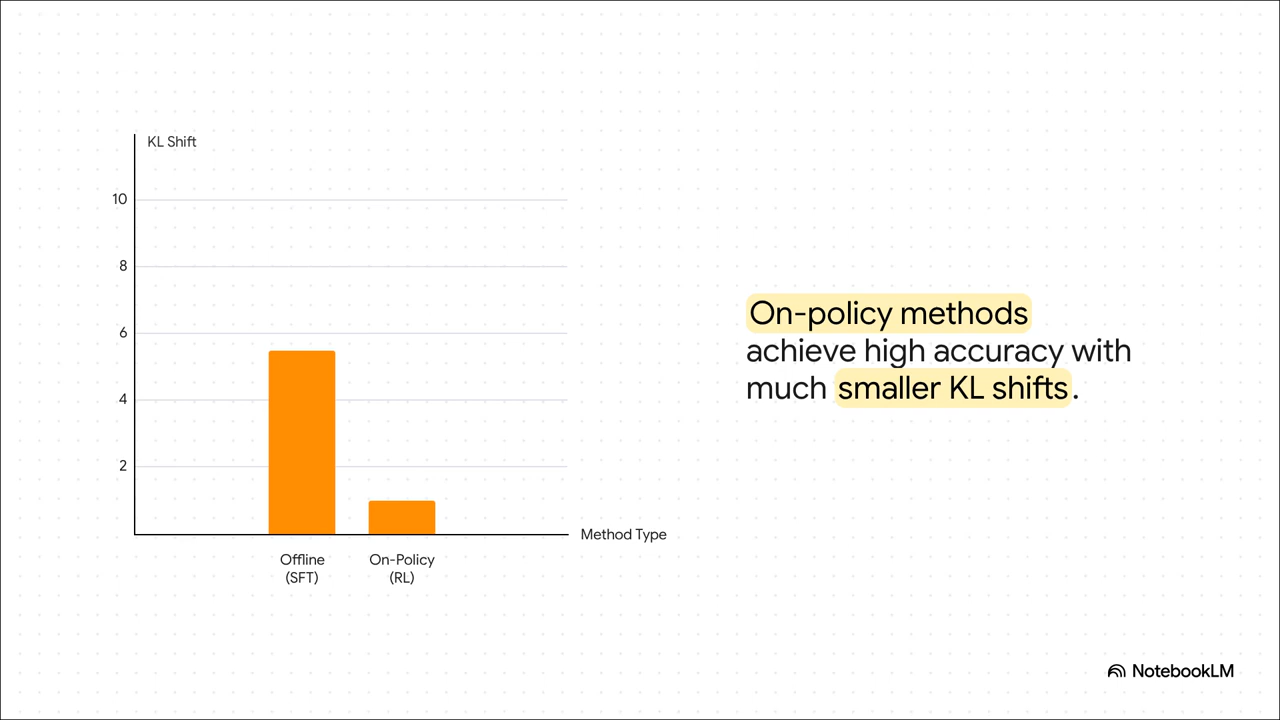 KL Shift
10
8
6
4
2
Method Type
Offline
(SFT)
On-Policy
(RL)
On-policy methods
achieve high accuracy with
much smaller KL shifts.
NotebookLM